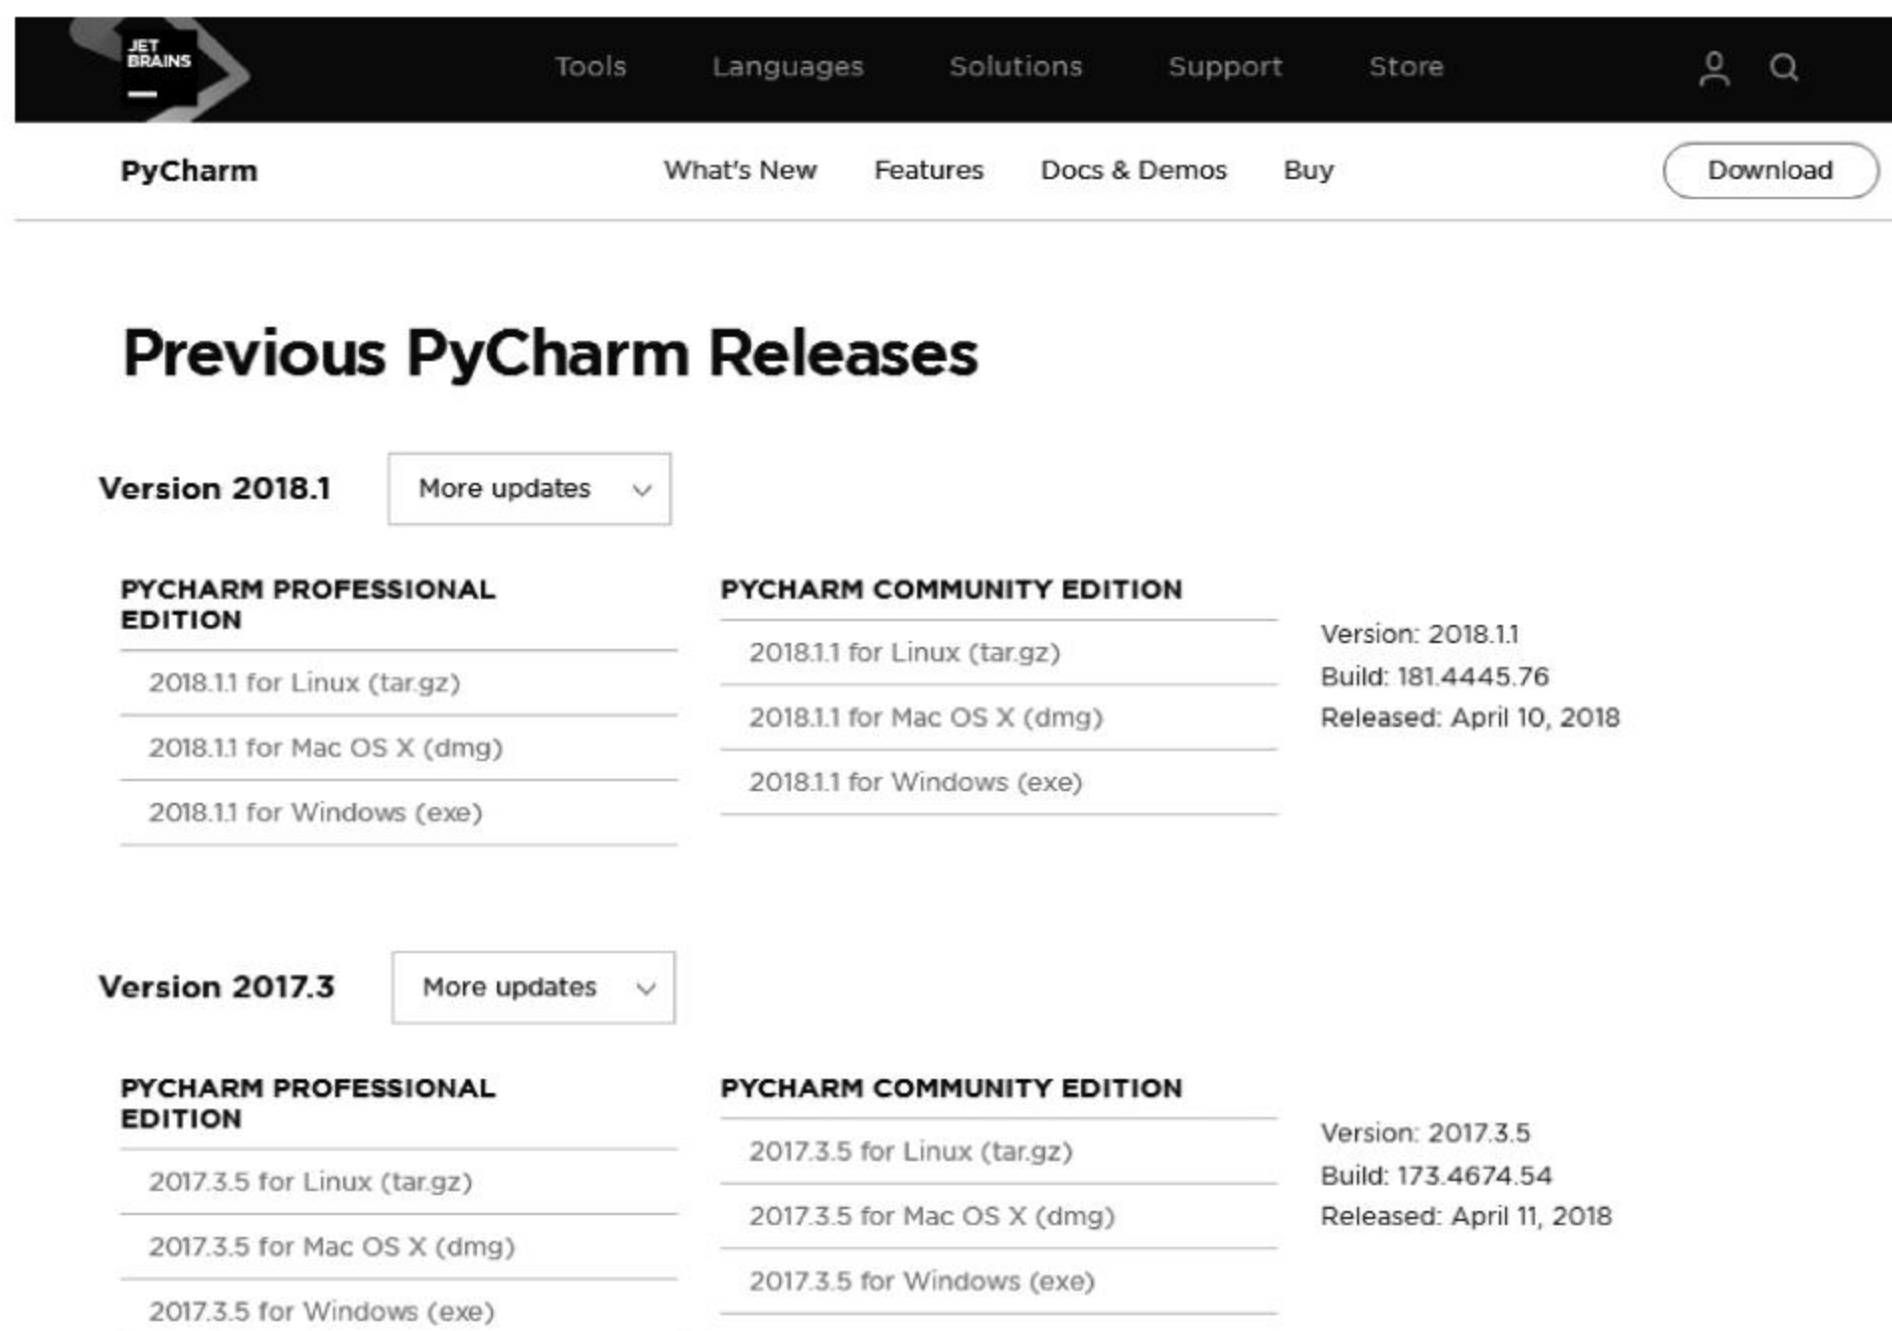 JET
BRAINS
Tools Languages Solutions Support Store
PyCharm What's New Features Docs & Demos Buy Download
Previous PyCharm Releases
Version 2018.1 More updates
PYCHARM PROFESSIONAL
EDITION
2018.1.1 for Linux (tar.gz)
2018.1.1 for Mac OS X (dmg)
2018.1.1 for Windows (exe)
PYCHARM COMMUNITY EDITION
2018.1.1 for Linux (tar.gz)
2018.1.1 for Mac OS X (dmg)
2018.1.1 for Windows (exe)
Version: 2018.1.1
Build: 181.4445.76
Released: April 10, 2018
Version 2017.3 More updates
PYCHARM PROFESSIONAL
EDITION
2017.3.5 for Linux (tar.gz)
2017.3.5 for Mac OS X (dmg)
2017.3.5 for Windows (exe)
PYCHARM COMMUNITY EDITION
2017.3.5 for Linux (tar.gz)
2017.3.5 for Mac OS X (dmg)
2017.3.5 for Windows (exe)
Version: 2017.3.5
Build: 173.4674.54
Released: April 11, 2018